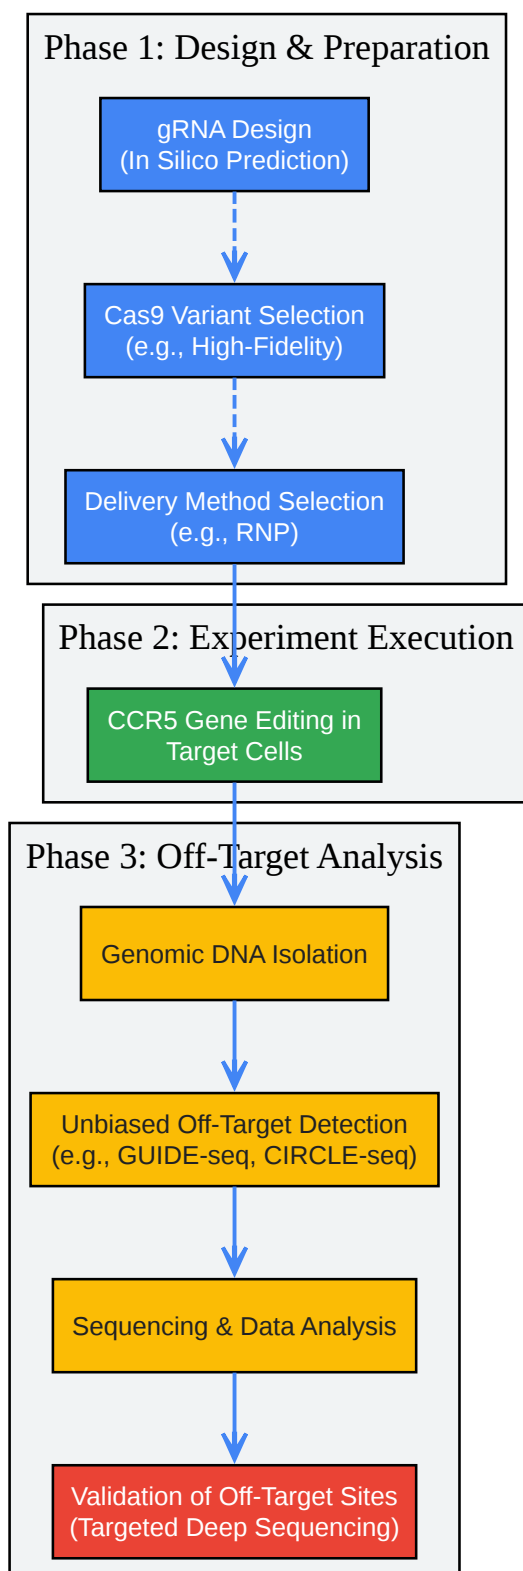 Phase 1: Design & Preparation
gRNA Design
(In Silico Prediction)
Cas9 Variant Selection
(e.g., High-Fidelity)
Delivery Method Selection
(e.g., RNP)
Phase 2: Experiment Execution
CCR5 Gene Editing in
Target Cells
Phase 3: Off-Target Analysis
Genomic DNA Isolation
Unbiased Off-Target Detection
(e.g., GUIDE-seq, CIRCLE-seq)
Sequencing & Data Analysis
Validation of Off-Target Sites
(Targeted Deep Sequencing)